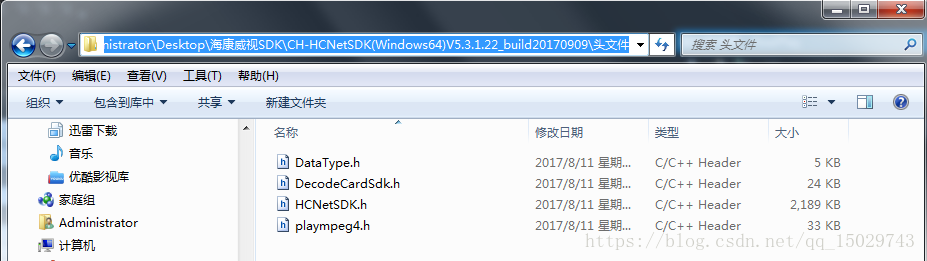 nistrator\Desktop\海康威视SDK\CH-HCNetSDK(Windows64)V5.3.1.22_build20170909\头文件
搜索 头文件
文件(F) 编辑(E) 查看(V) 工具(T) 帮助(H)
组织 包含到库中 共享 新建文件夹
迅雷下载
音乐
优酷影视库
家庭组
Administrator
计算机
名称 修改日期 类型 大小
DataType.h 2017/8/11 星期... C/C++ Header 5 KB
DecodeCardSdk.h 2017/8/11 星期... C/C++ Header 24 KB
HCNetSDK.h 2017/8/11 星期... C/C++ Header 2,189 KB
plaympeg4.h 2017/8/11 星期... C/C++ Header 33 KB
https://blog.csdn.net/qq_15029743